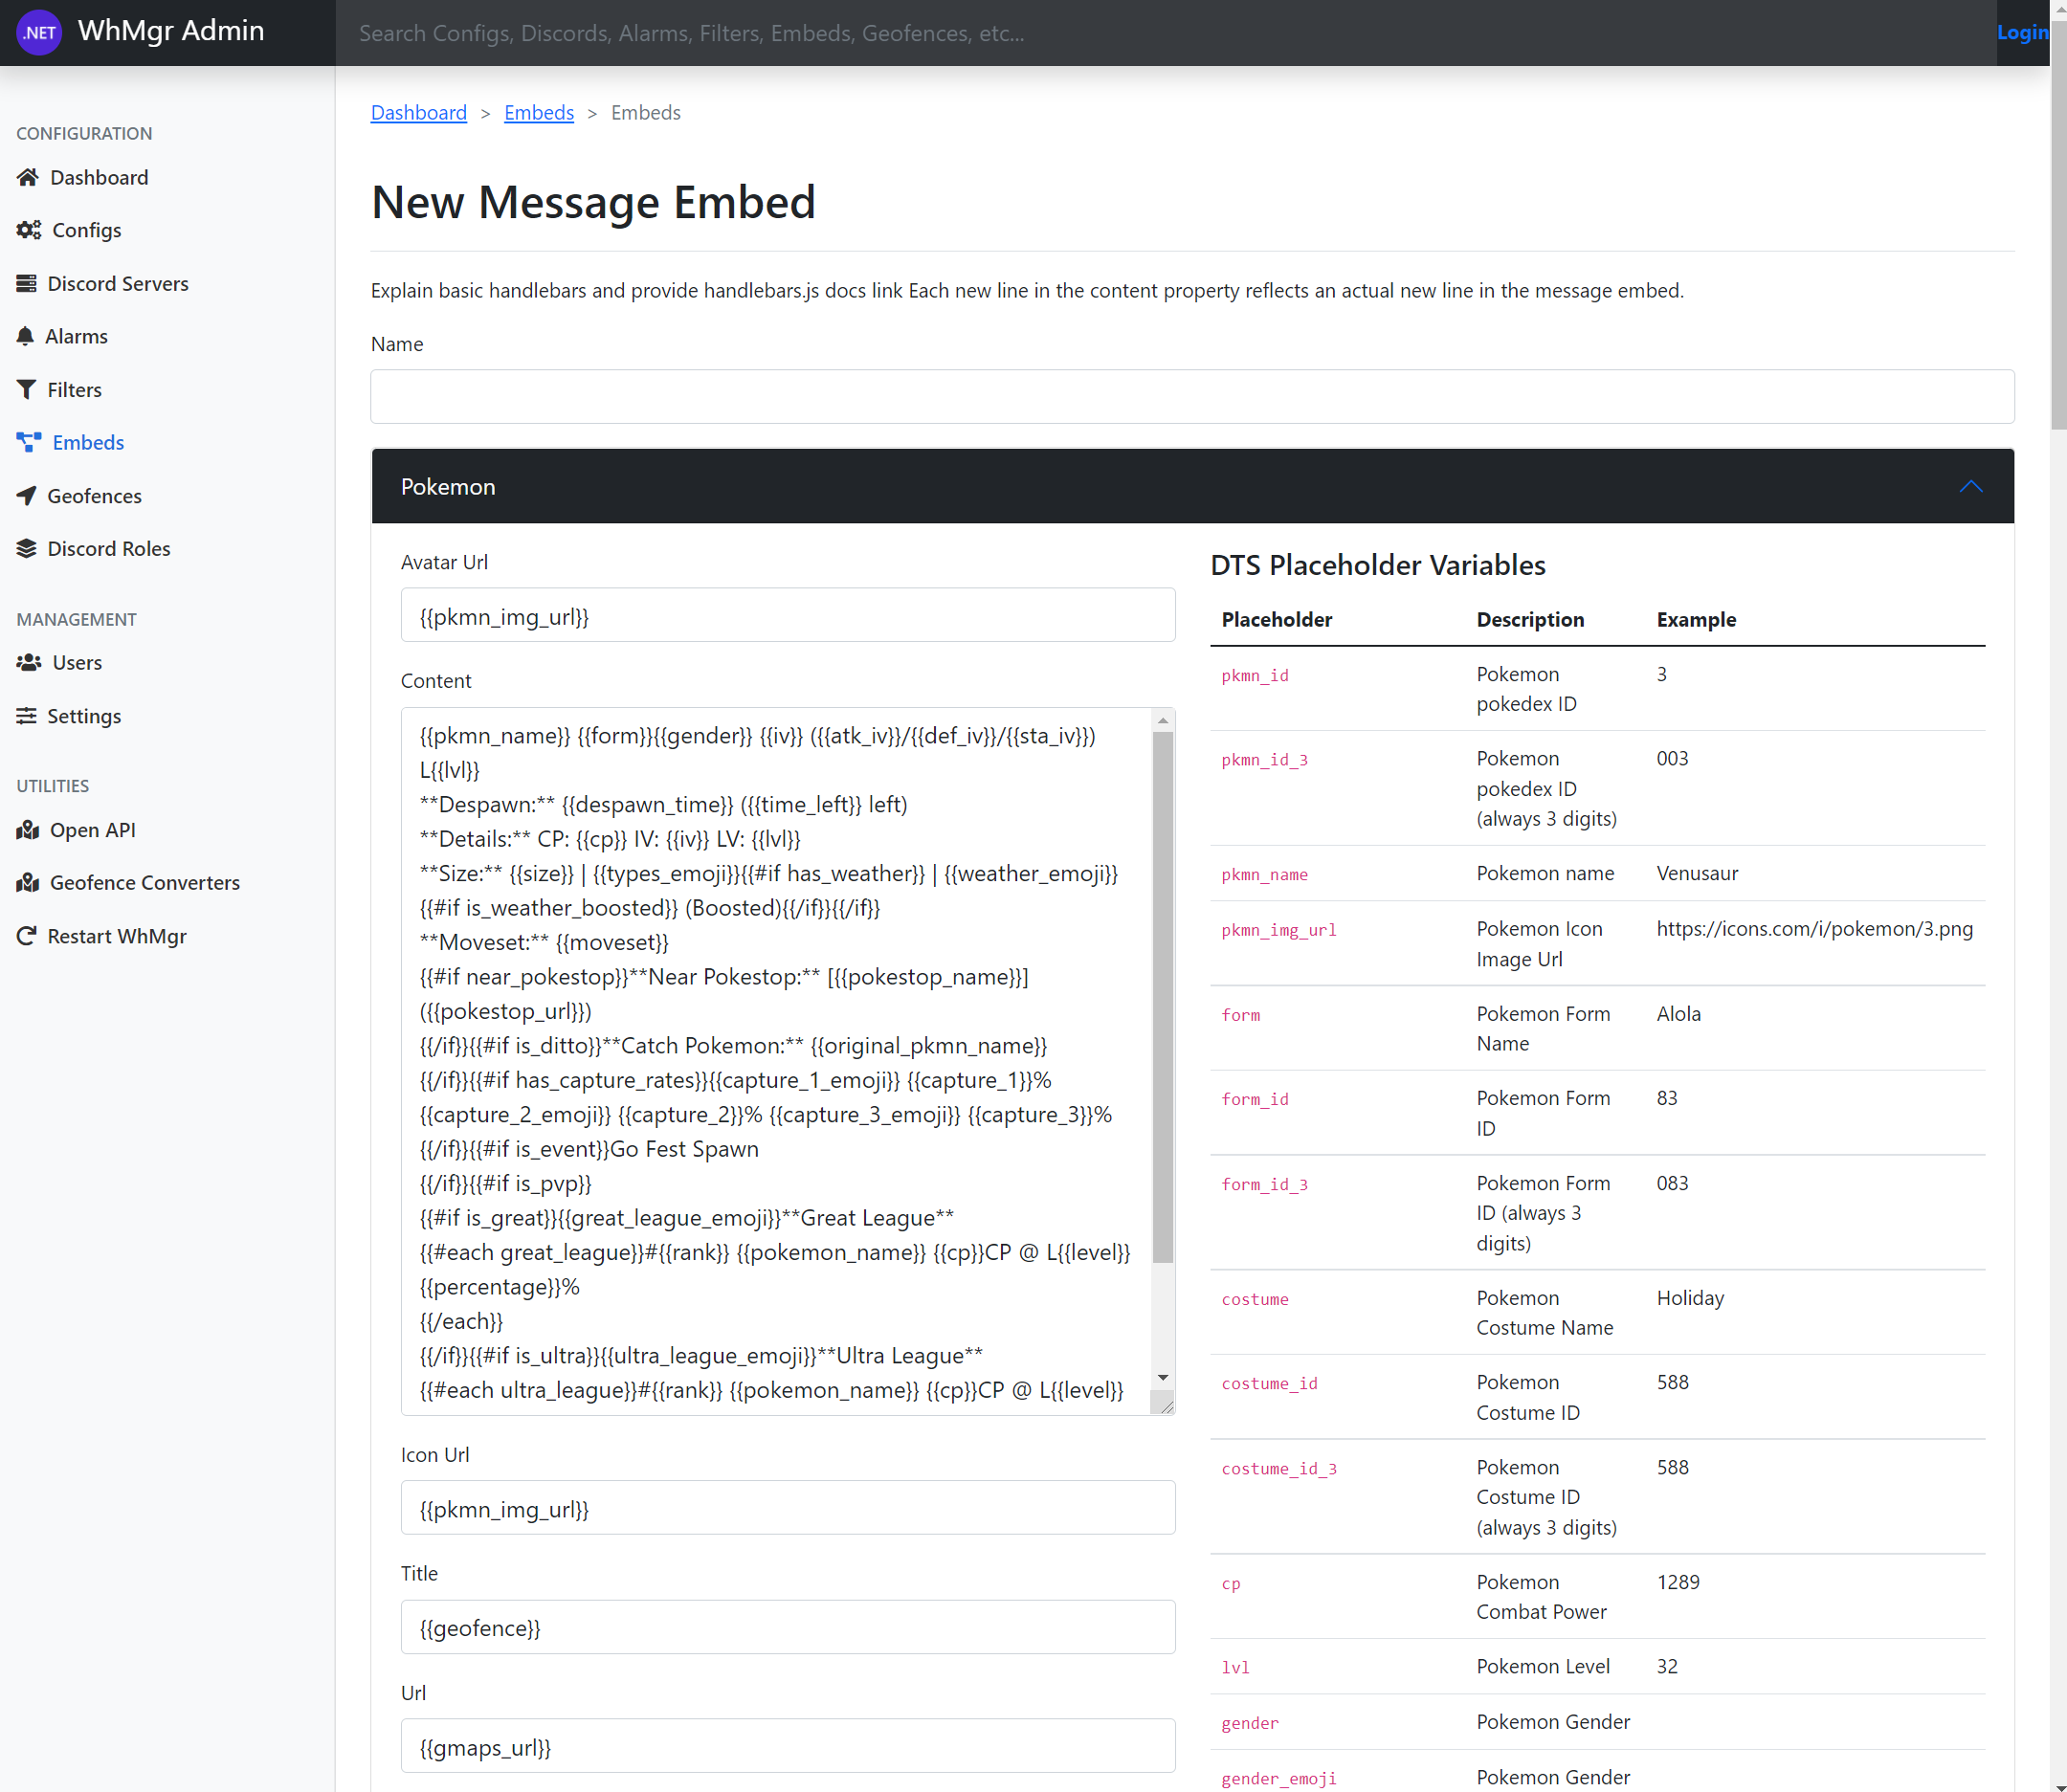 .NET WhMgr Admin
Search Configs, Discords, Alarms, Filters, Embeds, Geofences, etc...
Login
CONFIGURATION
Dashboard
Configs
Discord Servers
Alarms
Filters
Embeds
Geofences
Discord Roles
MANAGEMENT
Users
Settings
UTILITIES
Open API
Geofence Converters
Restart WhMgr
Dashboard > Embeds > Embeds
New Message Embed
Explain basic handlebars and provide handlebars.js docs link Each new line in the content property reflects an actual new line in the message embed.
Name
Pokemon
Avatar Url
{{pkmn_img_url}}
Content
{{pkmn_name}} {{form}}{{gender}} {{iv}} ({{atk_iv}}/{{def_iv}}/{{sta_iv}})
L{{lvl}}
**Despawn:** {{despawn_time}} ({{time_left}} left)
**Details:** CP: {{cp}} IV: {{iv}} LV: {{lvl}}
**Size:** {{size}} | {{types_emoji}}{{#if has_weather}} | {{weather_emoji}}
{{#if is_weather_boosted}} (Boosted){{/if}}{{/if}}
**Moveset:** {{moveset}}
{{#if near_pokestop}}**Near Pokestop:** [{{pokestop_name}}]
({{pokestop_url}})
{{/if}}{{#if is_ditto}}**Catch Pokemon:** {{original_pkmn_name}}
{{/if}}{{#if has_capture_rates}}{{capture_1_emoji}} {{capture_1}}%
{{capture_2_emoji}} {{capture_2}}% {{capture_3_emoji}} {{capture_3}}%
{{/if}}{{#if is_event}}Go Fest Spawn
{{/if}}{{#if is_pvp}}
{{#if is_great}}{{great_league_emoji}}**Great League**
{{#each great_league}}#{{rank}} {{pokemon_name}} {{cp}}CP @ L{{level}}
{{percentage}}%
{{/each}}
{{/if}}{{#if is_ultra}}{{ultra_league_emoji}}**Ultra League**
{{#each ultra_league}}#{{rank}} {{pokemon_name}} {{cp}}CP @ L{{level}}
Icon Url
{{pkmn_img_url}}
Title
{{geofence}}
Url
{{gmaps_url}}
DTS Placeholder Variables
Placeholder Description Example
pkmn_id Pokemon 3
pokedex ID
pkmn_id_3 Pokemon 003
pokedex ID
(always 3 digits)
pkmn_name Pokemon name Venusaur
pkmn_img_url Pokemon Icon https://icons.com/i/pokemon/3.png
Image Url
form Pokemon Form Alola
Name
form_id Pokemon Form 83
ID
form_id_3 Pokemon Form 083
ID (always 3
digits)
costume Pokemon Holiday
Costume Name
costume_id Pokemon 588
Costume ID
costume_id_3 Pokemon 588
Costume ID
(always 3 digits)
cp Pokemon 1289
Combat Power
lvl Pokemon Level 32
gender Pokemon Gender
gender_emoji Pokemon Gender